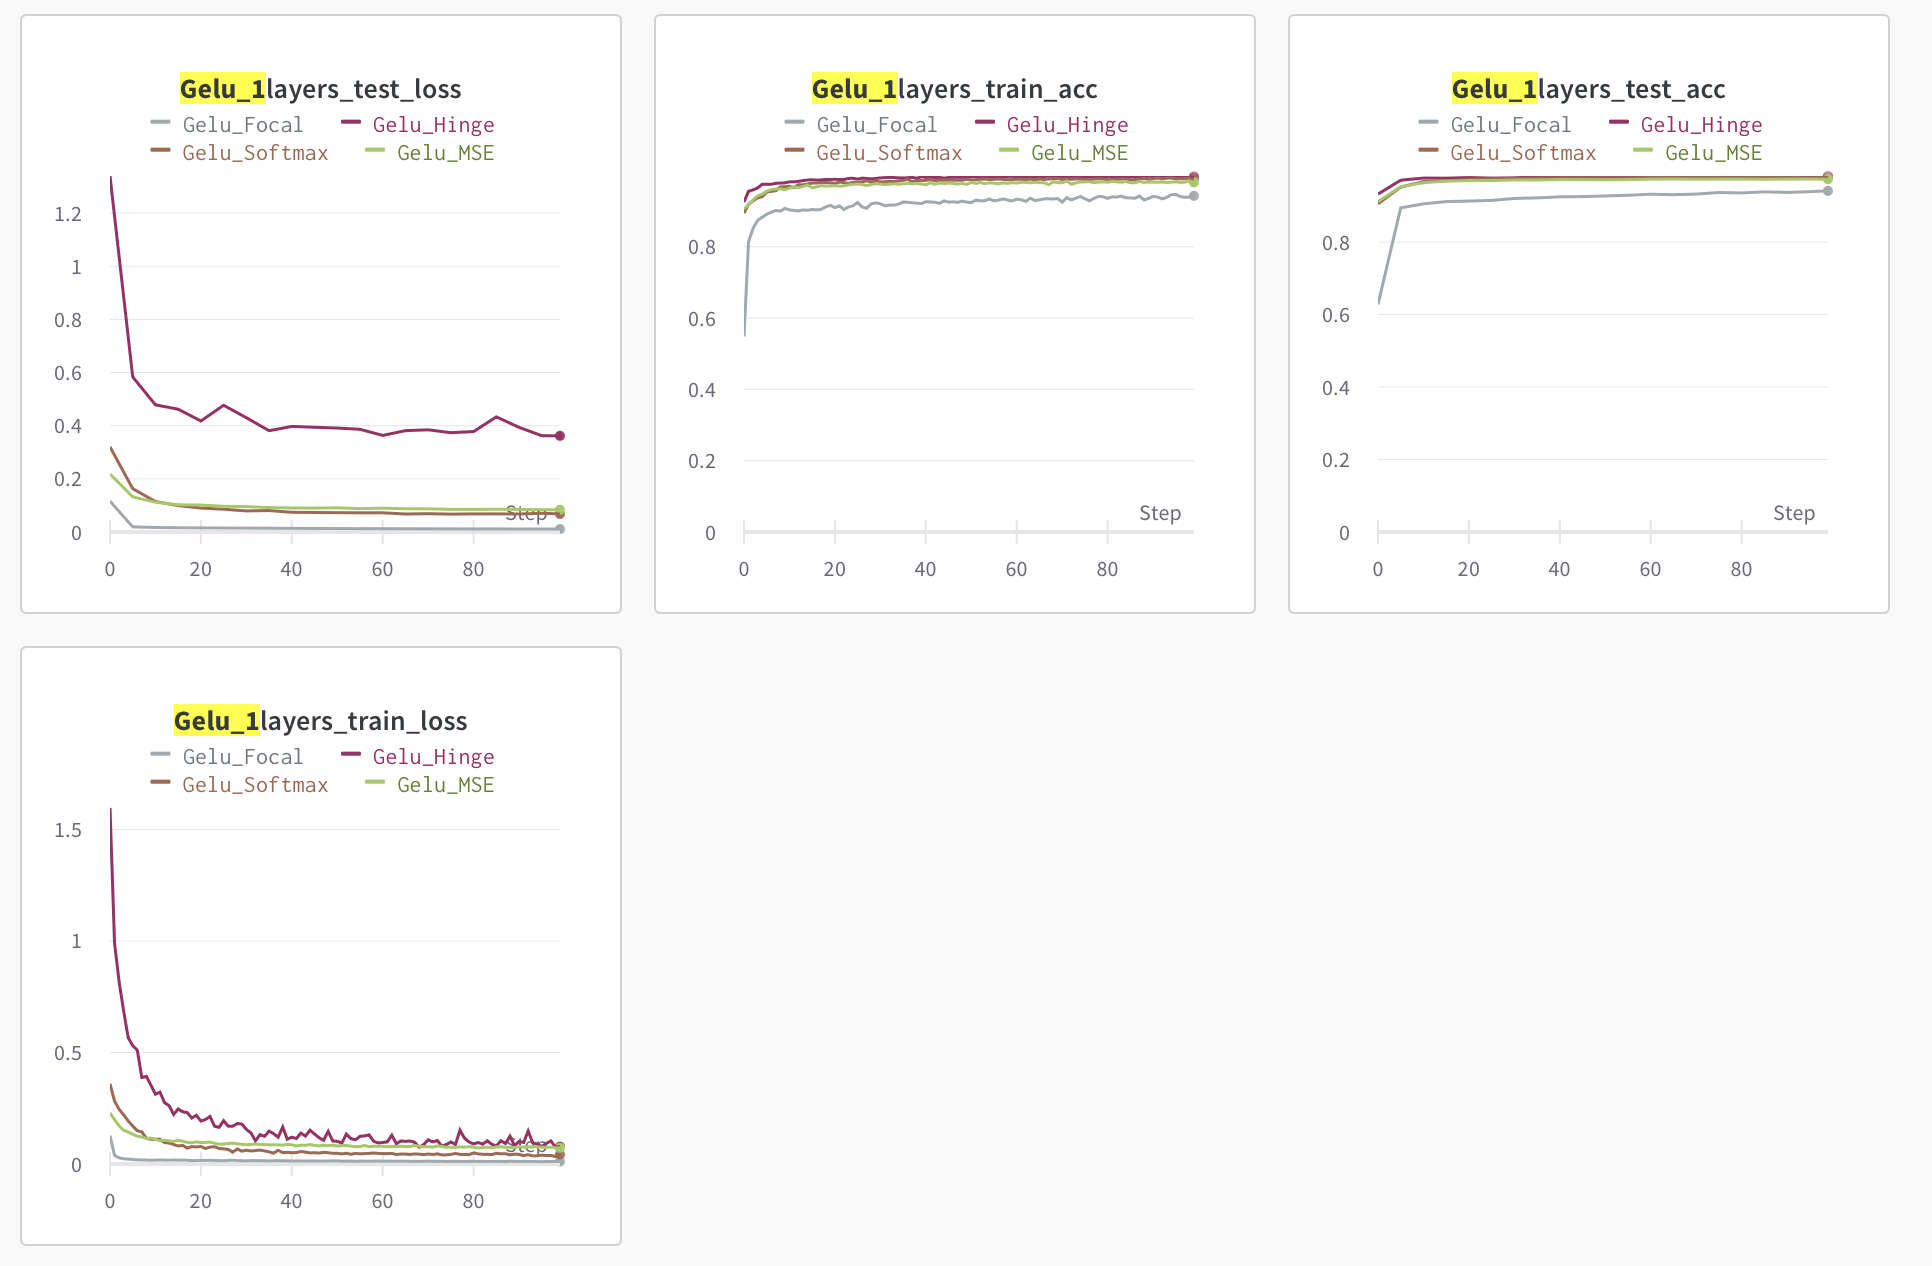 Gelu_1layers_test_loss
Gelu_Focal Gelu_Hinge
Gelu_Softmax Gelu_MSE
1.2
1
0.8
0.6
0.4
0.2
0
Step
0 20 40 60 80
Gelu_1layers_train_acc
Gelu_Focal Gelu_Hinge
Gelu_Softmax Gelu_MSE
0.8
0.6
0.4
0.2
0
Step
0 20 40 60 80
Gelu_1layers_test_acc
Gelu_Focal Gelu_Hinge
Gelu_Softmax Gelu_MSE
0.8
0.6
0.4
0.2
0
Step
0 20 40 60 80
Gelu_1layers_train_loss
Gelu_Focal Gelu_Hinge
Gelu_Softmax Gelu_MSE
1.5
1
0.5
0
Step
0 20 40 60 80